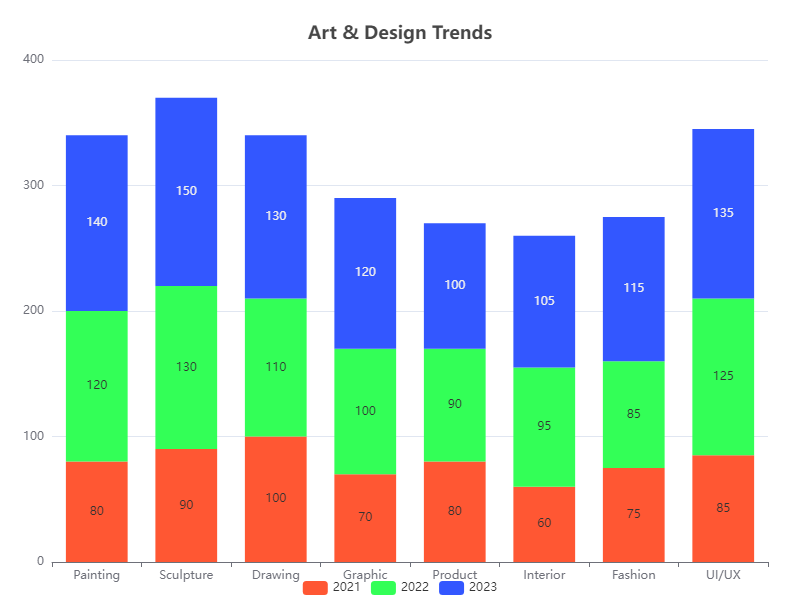 Art & Design Trends
400
300
200
100
0
140 150 130 120 100 105 115 135
120 130 110 100 90 95 85 125
80 90 100 70 80 60 75 85
Painting Sculpture Drawing Graphic Product Interior Fashion UI/UX
2021 2022 2023